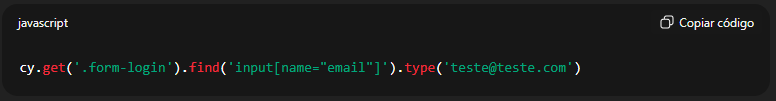 javascript
Copiar código
cy.get('.form-login').find('input[name="email"]').type('teste@teste.com')